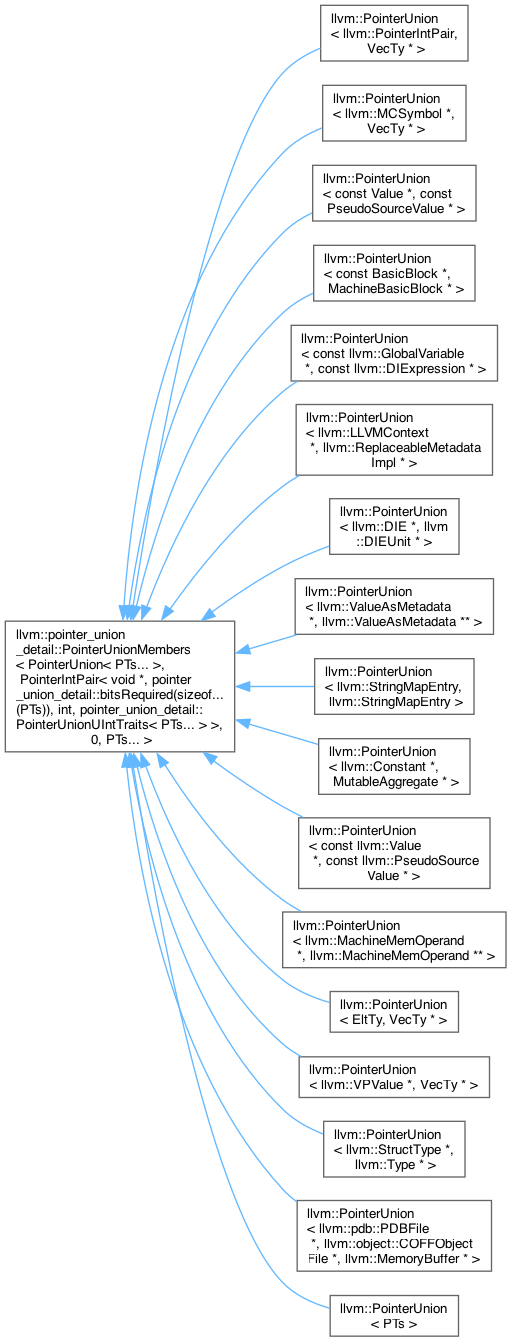 llvm::PointerUnion
< llvm::PointerIntPair,
VecTy * >
llvm::PointerUnion
< llvm::MCSymbol *,
VecTy * >
llvm::PointerUnion
< const Value *, const
PseudoSourceValue * >
llvm::PointerUnion
< const BasicBlock *,
MachineBasicBlock * >
llvm::PointerUnion
< const llvm::GlobalVariable
*, const llvm::DIExpression * >
llvm::PointerUnion
< llvm::LLVMContext
*, llvm::ReplaceableMetadata
Impl * >
llvm::PointerUnion
< llvm::DIE *, llvm
::DIEUnit * >
llvm::PointerUnion
< llvm::ValueAsMetadata
*, llvm::ValueAsMetadata ** >
llvm::pointer_union
_detail::PointerUnionMembers
< PointerUnion< PTs... >,
PointerIntPair< void *, pointer
_union_detail::bitsRequired(sizeof...
(PTs)), int, pointer_union_detail::
PointerUnionUIntTraits< PTs... > >,
0, PTs... >
llvm::PointerUnion
< llvm::StringMapEntry,
llvm::StringMapEntry >
llvm::PointerUnion
< llvm::Constant *,
MutableAggregate * >
llvm::PointerUnion
< const llvm::Value
*, const llvm::PseudoSource
Value * >
llvm::PointerUnion
< llvm::MachineMemOperand
*, llvm::MachineMemOperand ** >
llvm::PointerUnion
< EltTy, VecTy * >
llvm::PointerUnion
< llvm::VPValue *, VecTy * >
llvm::PointerUnion
< llvm::StructType *,
llvm::Type * >
llvm::PointerUnion
< llvm::pdb::PDBFile
*, llvm::object::COFFObject
File *, llvm::MemoryBuffer * >
llvm::PointerUnion
< PTs >